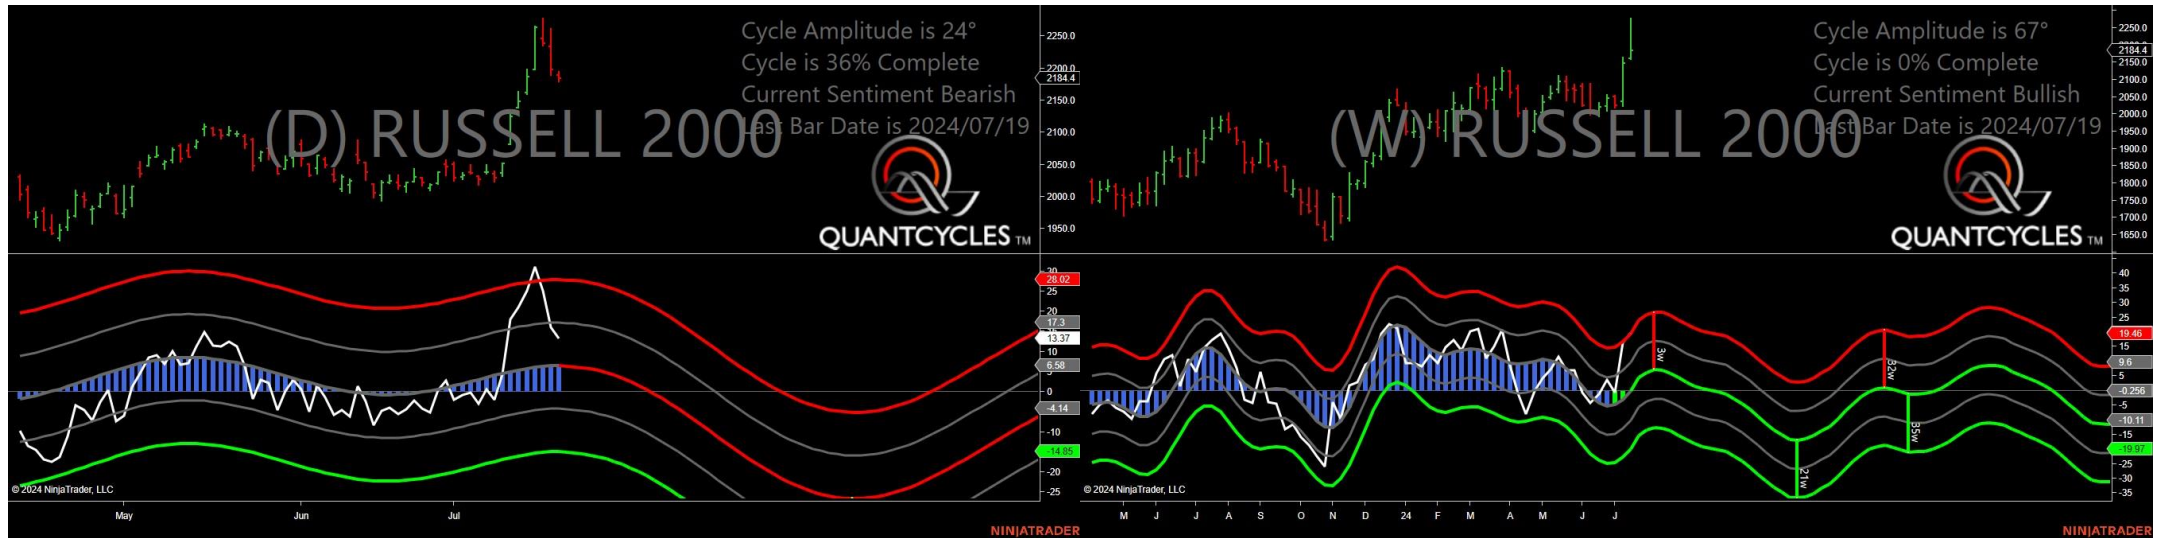 Cycle Amplitude is 24°
Cycle is 36% Complete
Current Sentiment Bearish
Last Bar Date is 2024/07/19
(D) RUSSELL 2000
QUANTCYCLES TM
2250.0
2200.0
2184.4
2150.0
2100.0
2050.0
2000.0
1950.0
30
28.02
25
20
17.3
13.37
10
6.58
5
0
-4.14
-10
-14.85
-20
-25
© 2024 NinjaTrader, LLC
May Jun Jul
NINJATRADER
Cycle Amplitude is 67°
Cycle is 0% Complete
Current Sentiment Bullish
Last Bar Date is 2024/07/19
(W) RUSSELL 2000
QUANTCYCLES TM
2250.0
2184.4
2150.0
2100.0
2050.0
2000.0
1950.0
1900.0
1850.0
1800.0
1750.0
1700.0
1650.0
40
35
30
25
19.46
15
9.6
5
-0.256
-5
-10.11
-15
-19.97
-25
-30
-35
3w
32w
35w
21w
© 2024 NinjaTrader, LLC
M J J A S O N D 24 F M A M J J
NINJATRADER